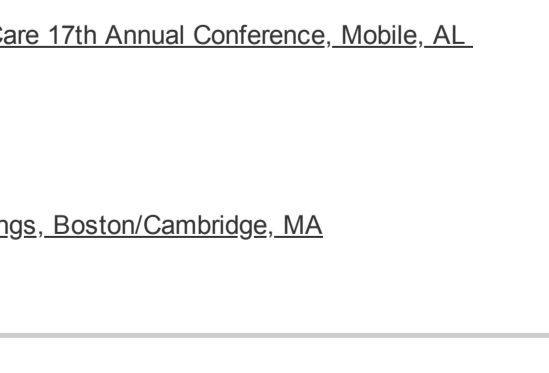 Care 17th Annual Conference, Mobile, AL
ngs, Boston/Cambridge, MA